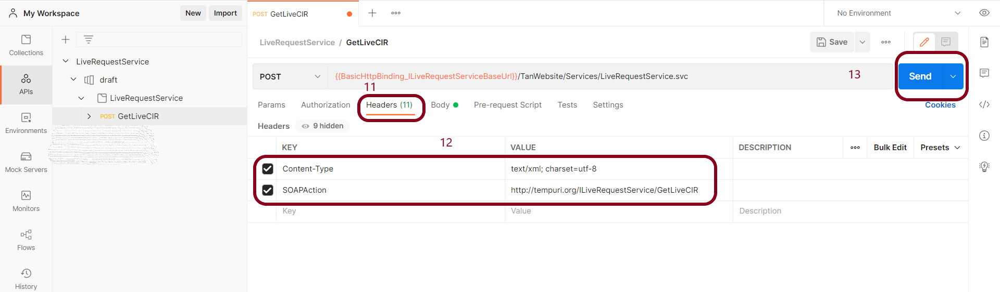 My Workspace
New
Import
POST GetLiveCIR
No Environment
Collections
APIs
Environments
Mock Servers
Monitors
Flows
History
LiveRequestService
draft
LiveRequestService
POST GetLiveCIR
LiveRequestService / GetLiveCIR
Save
POST
{{BasicHttpBinding_ILiveRequestServiceBaseUrl}}/TanWebsite/Services/LiveRequestService.svc
13
Send
11
Params Authorization Headers (11) Body Pre-request Script Tests Settings
Cookies
Headers 9 hidden
12
KEY VALUE DESCRIPTION Bulk Edit Presets
Content-Type text/xml; charset=utf-8
SOAPAction http://tempuri.org/ILiveRequestService/GetLiveCIR
Key Value Description